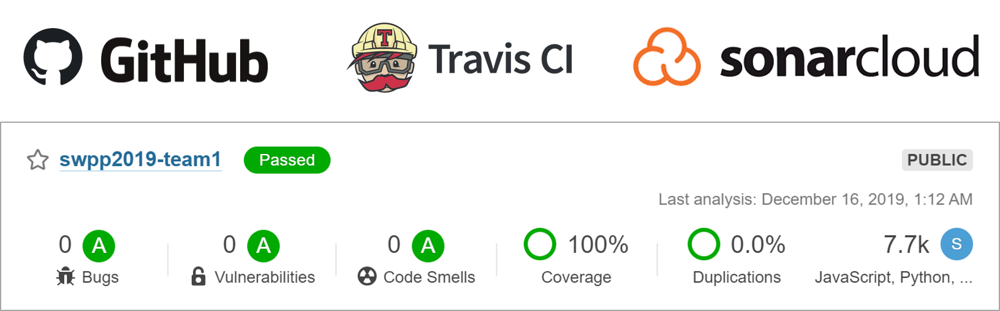 GitHub
T
Travis CI
sonarcloud
swpp2019-team1
Passed
PUBLIC
Last analysis: December 16, 2019, 1:12 AM
0 A
Bugs
0 A
Vulnerabilities
0 A
Code Smells
100%
Coverage
0.0%
Duplications
7.7k S
JavaScript, Python, ...